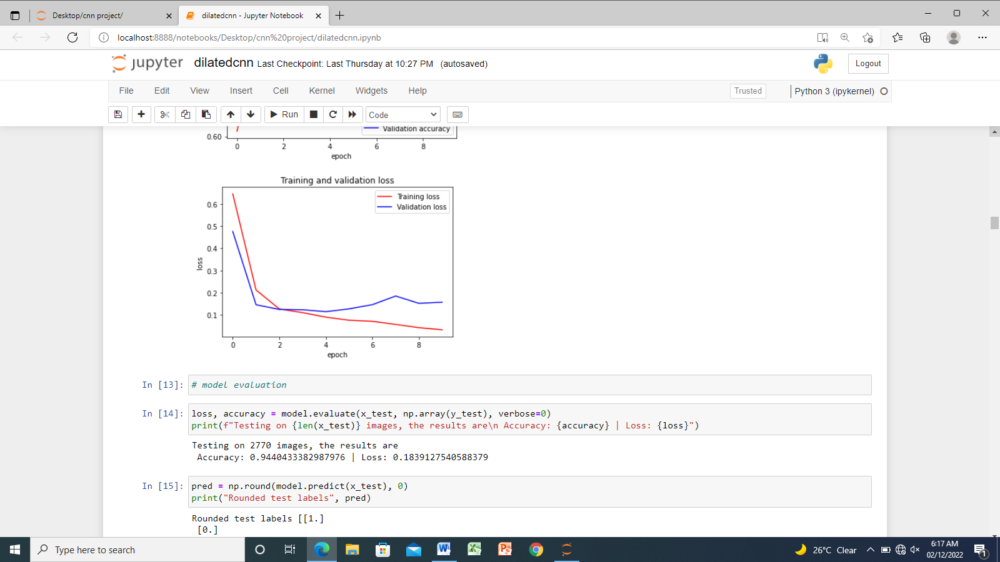 Desktop/cnn project/
dilatedcnn - Jupyter Notebook
localhost:8888/notebooks/Desktop/cnn%20project/dilatedcnn.ipynb
jupyter dilatedcnn Last Checkpoint: Last Thursday at 10:27 PM (autosaved)
Logout
File Edit View Insert Cell Kernel Widgets Help
Trusted
Python 3 (ipykernel)
Run
Code
Validation accuracy
0.60
0 2 4 6 8
epoch
Training and validation loss
Training loss
Validation loss
0.6
0.5
0.4
0.3
0.2
0.1
loss
0 2 4 6 8
epoch
In [13]: # model evaluation
In [14]: loss, accuracy = model.evaluate(x_test, np.array(y_test), verbose=0)
print(f"Testing on {len(x_test)} images, the results are\n Accuracy: {accuracy} | Loss: {loss}")
Testing on 2770 images, the results are
Accuracy: 0.9440433382987976 | Loss: 0.1839127540588379
In [15]: pred = np.round(model.predict(x_test), 0)
print("Rounded test labels", pred)
Rounded test labels [[1.]
[0.]
Type here to search
26°C Clear
6:17 AM
02/12/2022
1